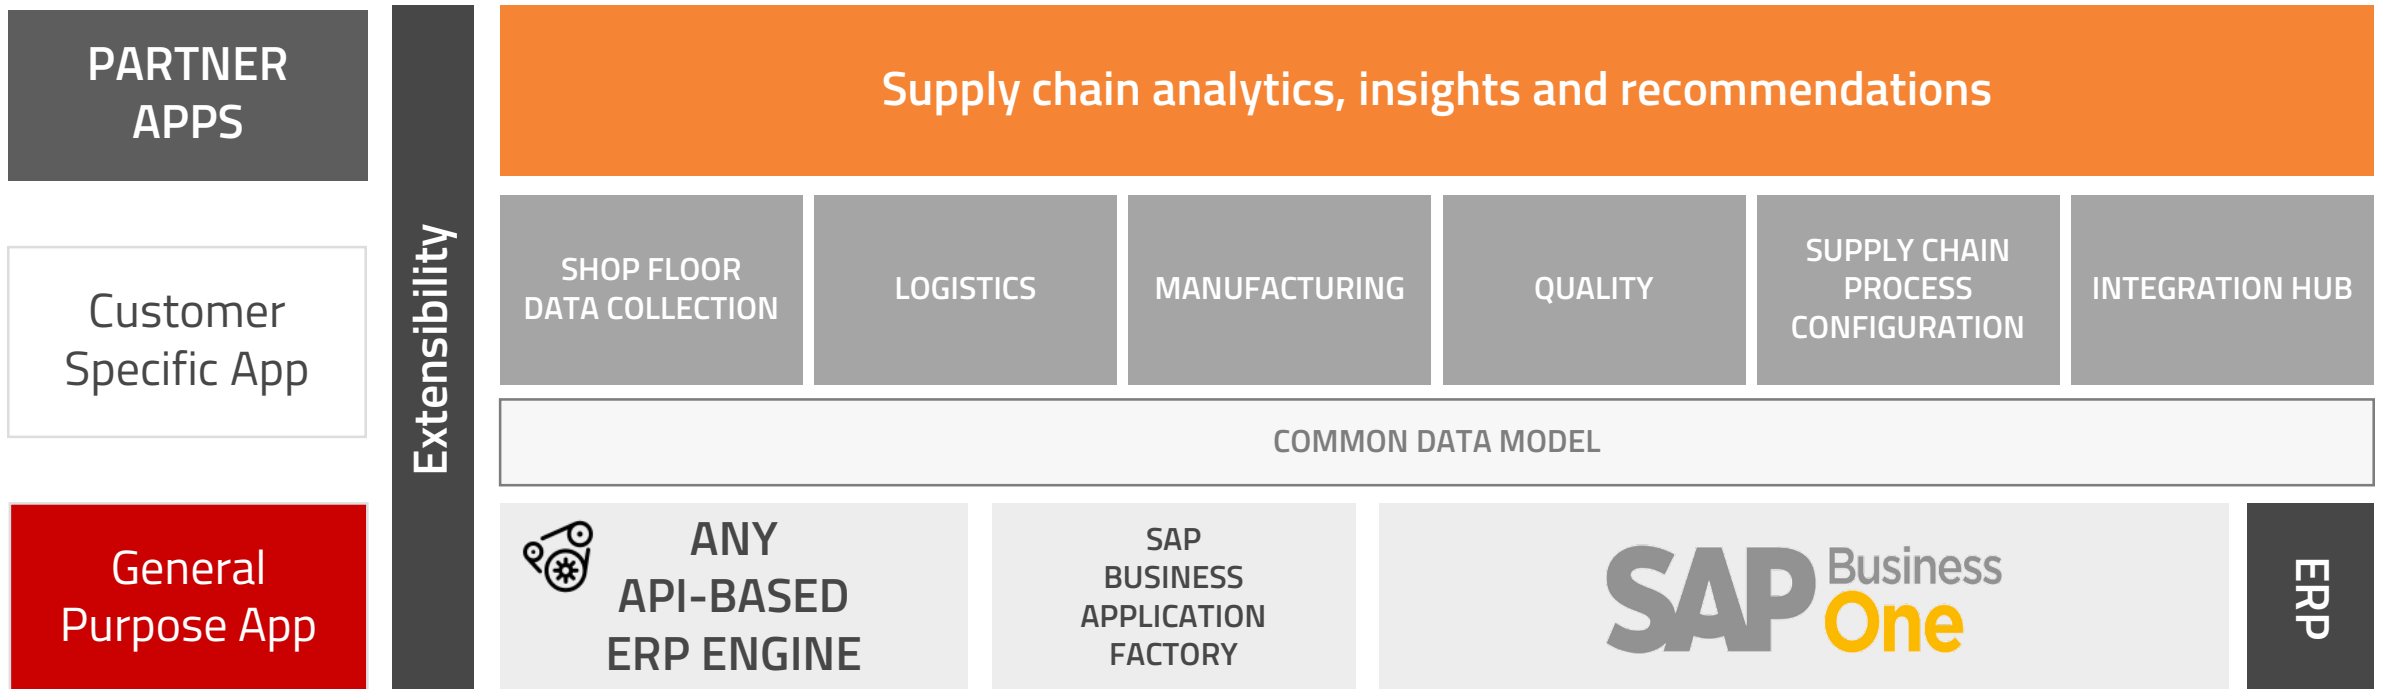 PARTNER
APPS
Customer
Specific App
General
Purpose App
Extensibility
Supply chain analytics, insights and recommendations
SHOP FLOOR
DATA COLLECTION
LOGISTICS
MANUFACTURING
QUALITY
SUPPLY CHAIN
PROCESS
CONFIGURATION
INTEGRATION HUB
COMMON DATA MODEL
ANY
API-BASED
ERP ENGINE
SAP
BUSINESS
APPLICATION
FACTORY
SAP Business
One
ERP